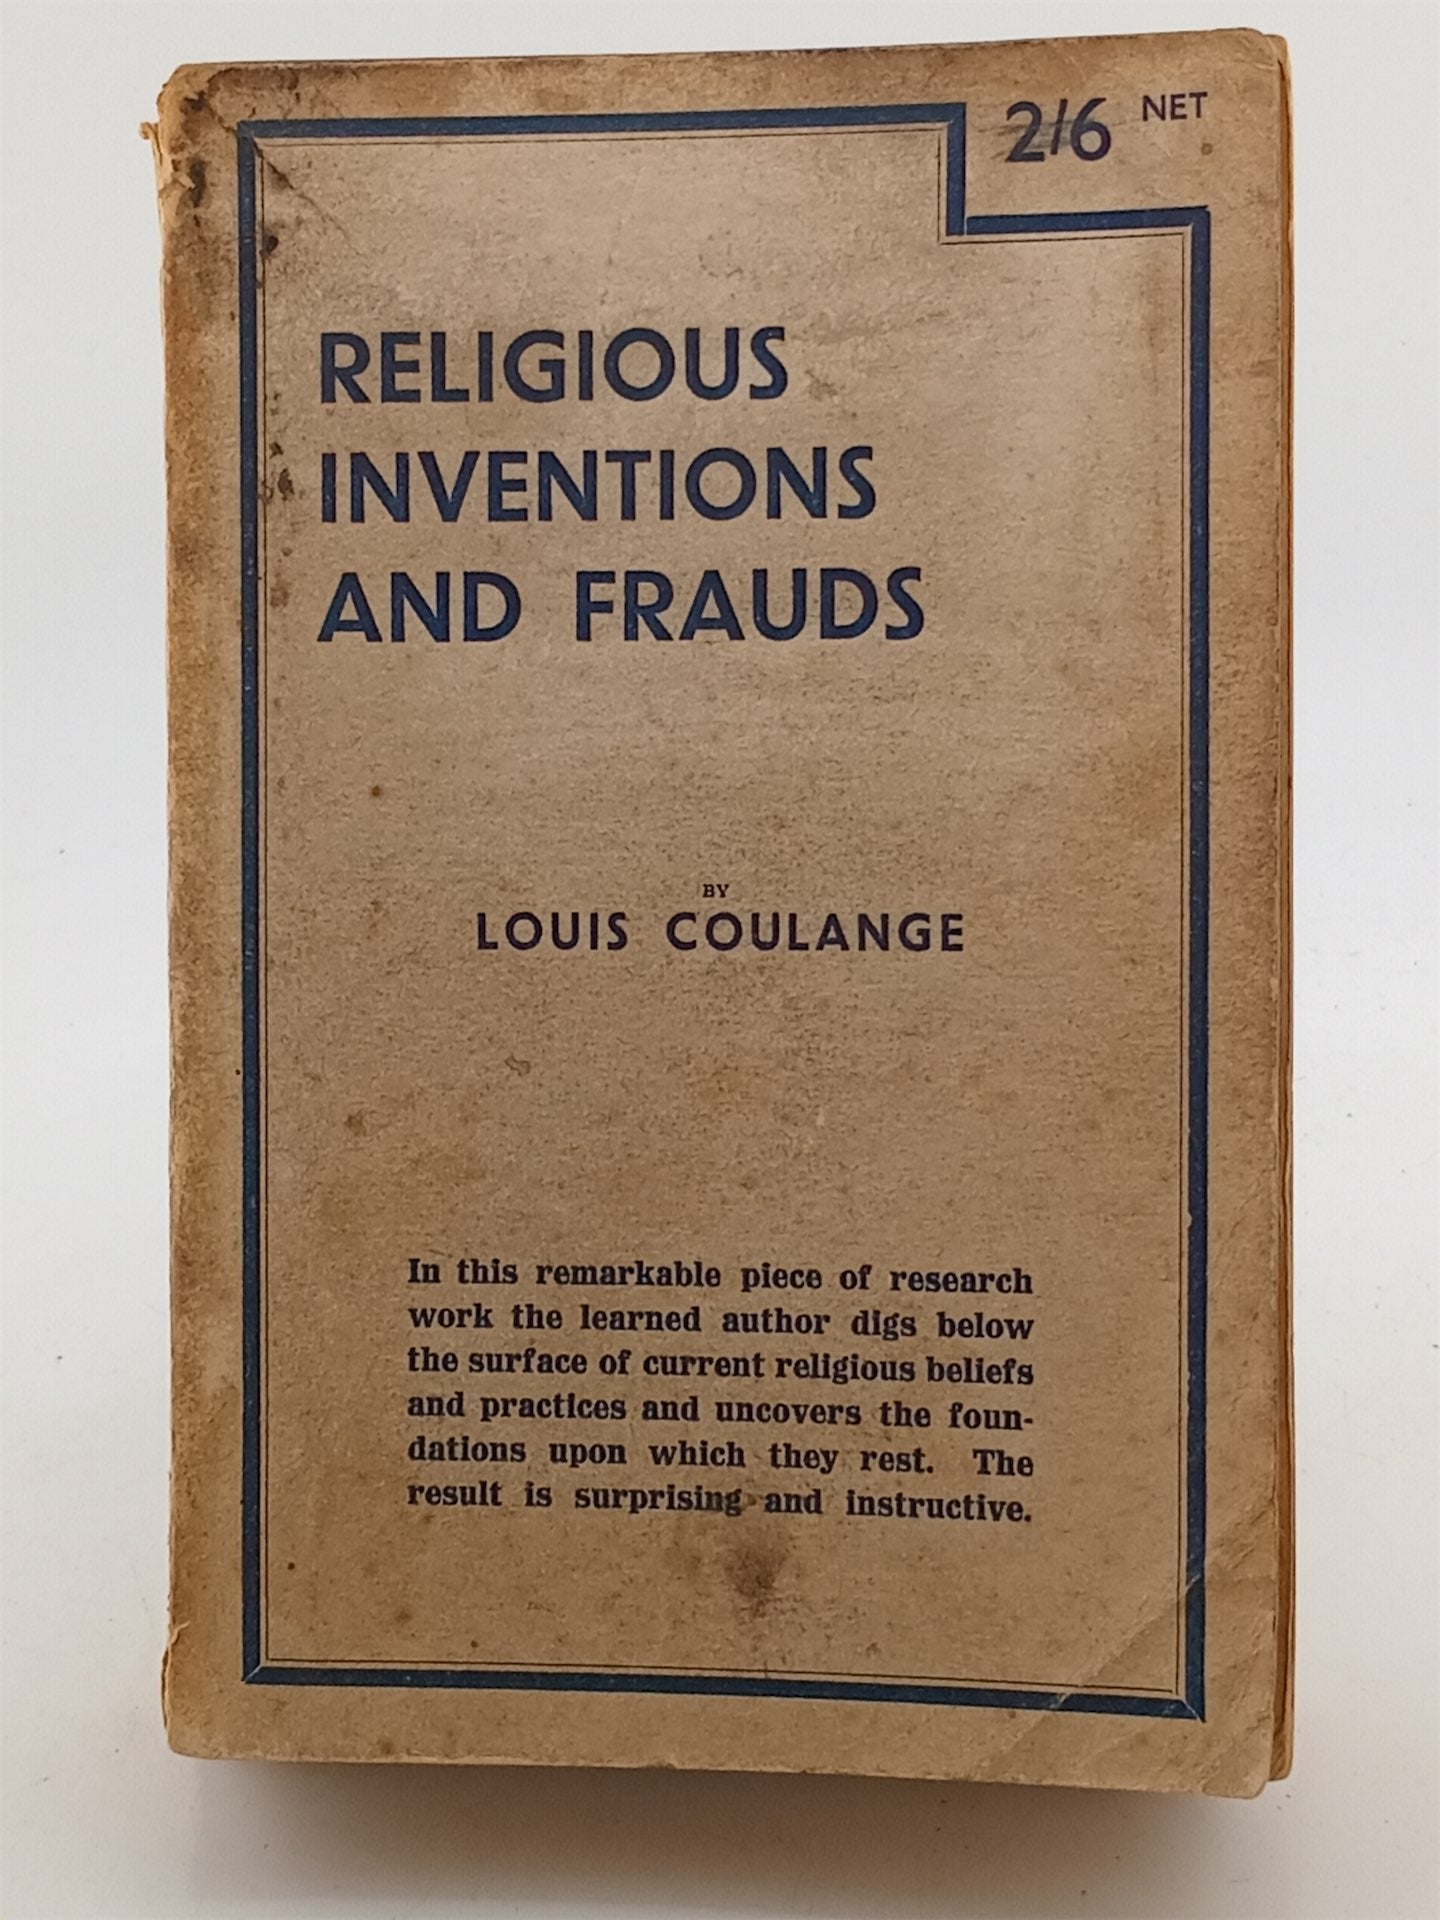 2/6 NET
RELIGIOUS
INVENTIONS
AND FRAUDS
BY
LOUIS COULANGE
In this remarkable piece of research
work the learned author digs below
the surface of current religious beliefs
and practices and uncovers the foun-
dations upon which they rest. The
result is surprising and instructive.